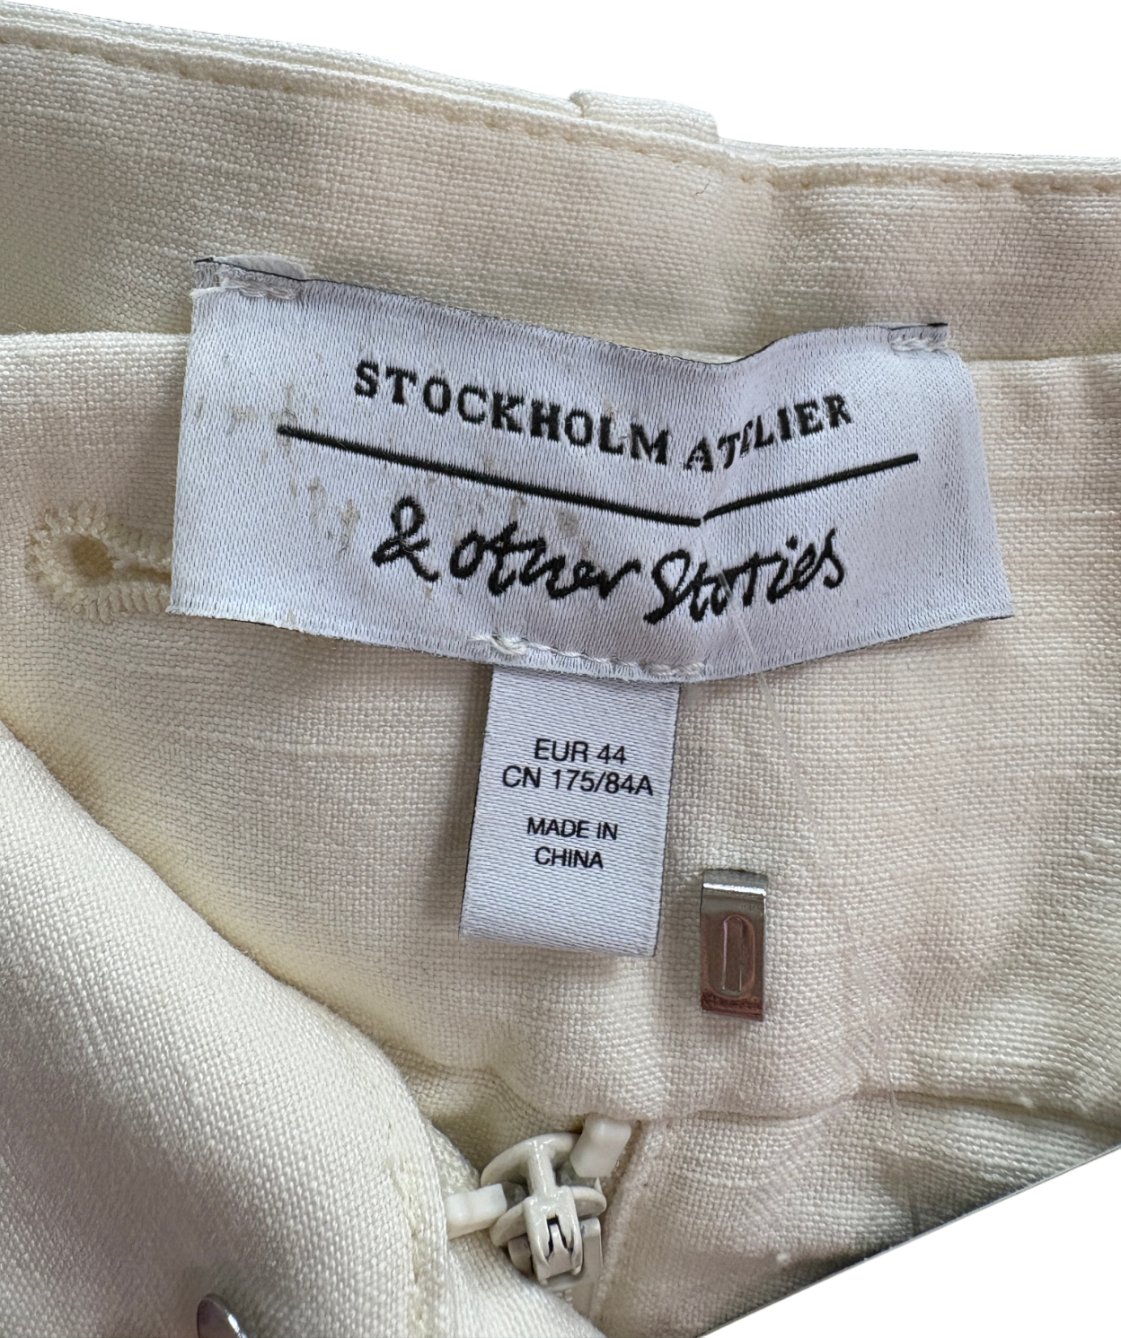 STOCKHOLM ATELIER
& other Stories
EUR 44
CN 175/84A
MADE IN
CHINA